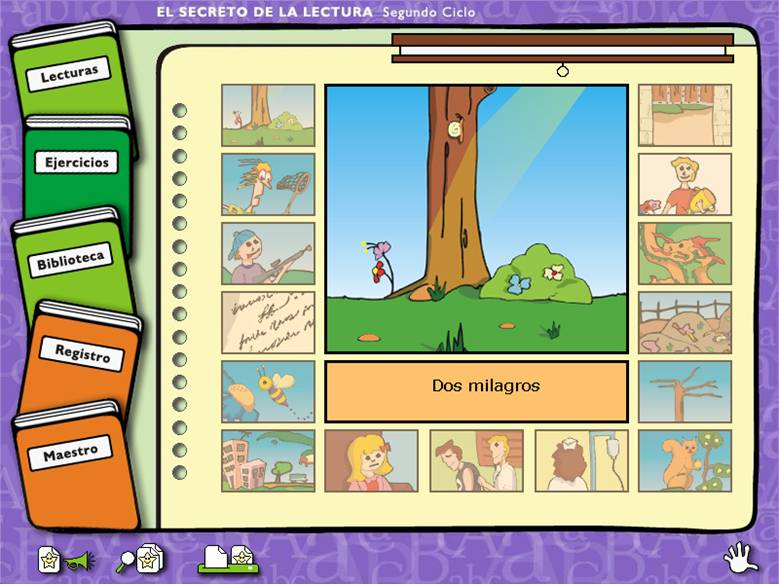 EL SECRETO DE LA LECTURA Segundo Ciclo
Lecturas
Ejercicios
Biblioteca
Registro
Maestro
Dos milagros